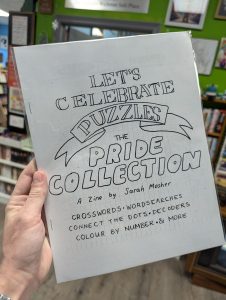 LET'S
CELEBRATE
PUZZLES
THE
PRIDE
COLLECTION
A Zine by Sarah Mosher
CROSSWORDS • WORDSEARCHES
CONNECT THE DOTS • DECODERS
COLOUR BY NUMBER • & MORE